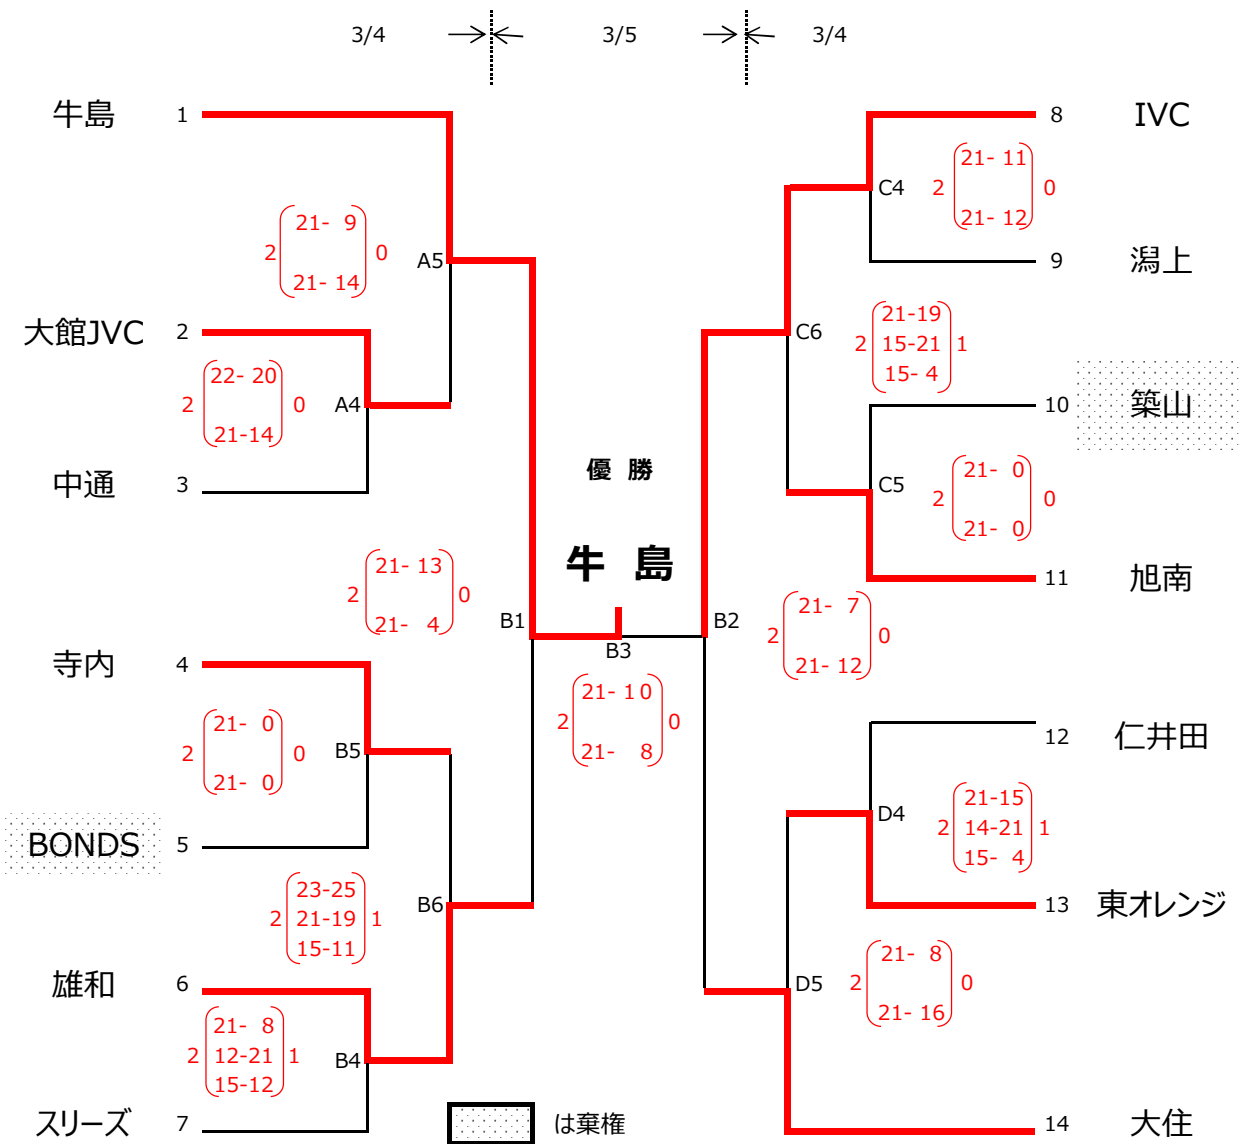 3/4 3/5 3/4
牛島 1
8 IVC
2 21- 9 21- 14 0
A5
C4
2 21- 11 21- 12 0
9 潟上
大館JVC 2
2 22- 20 21-14 0
A4
中通 3
C6
2 21-19 15-21 15- 4 1
10 築山
C5
2 21- 0 21- 0 0
11 旭南
優 勝
牛 島
2 21- 13 21- 4 0
B1
B3
B2
2 21- 7 21- 12 0
2 21- 10 21- 8 0
寺内 4
2 21- 0 21- 0 0
B5
BONDS 5
2 23-25 21-19 15-11 1
B6
雄和 6
2 21- 8 12-21 15-12 1
B4
スリーズ 7
12 仁井田
D4
2 21-15 14-21 15- 4 1
13 東オレンジ
D5
2 21- 8 21- 16 0
14 大住
は棄権